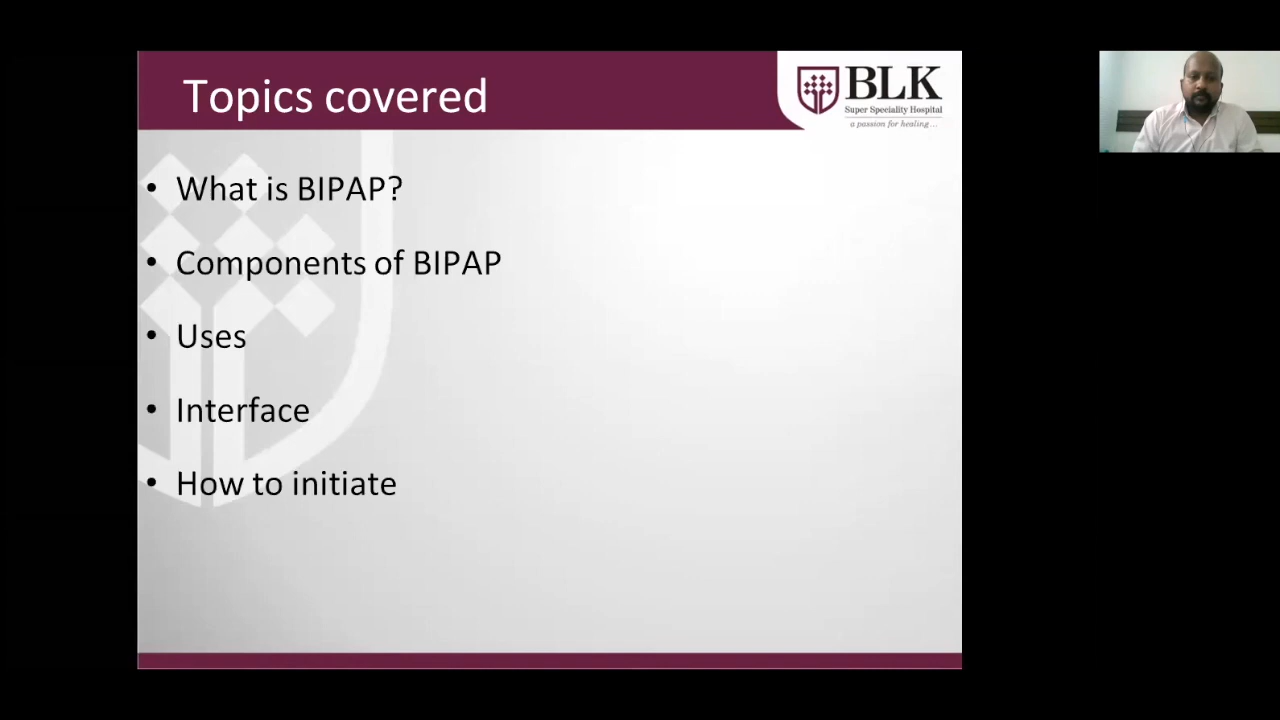 Topics covered
BLK
Super Speciality Hospital
a passion for healing...
• What is BIPAP?
• Components of BIPAP
• Uses
• Interface
• How to initiate